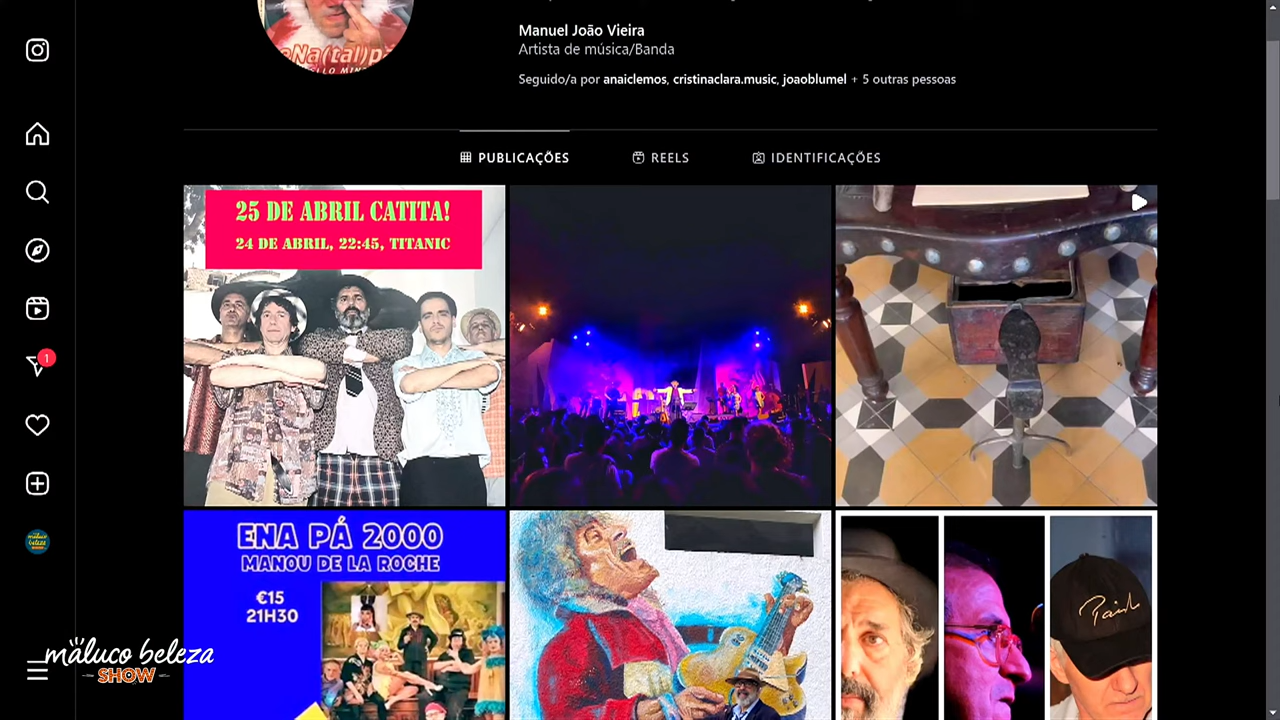 Manuel João Vieira
Artista de música/Banda
Seguido/a por anaiclemos, cristinaclara.music, joaoblumel + 5 outras pessoas
PUBLICAÇÕES
REELS
IDENTIFICAÇÕES
25 DE ABRIL CATITA!
24 DE ABRIL, 22:45, TITANIC
1
ENA PÁ 2000
MANOU DE LA ROCHE
€15
21H30
maluco beleza
SHOW